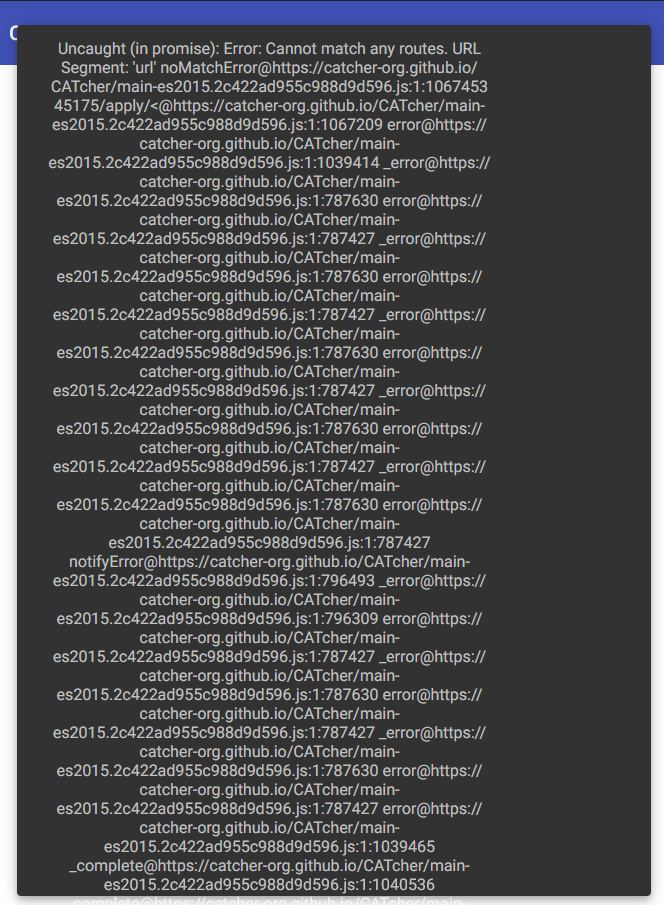 C
Uncaught (in promise): Error: Cannot match any routes. URL
Segment: 'url' noMatchError@https://catcher-org.github.io/
CATcher/main-es2015.2c422ad955c988d9d596.js:1:1067453
45175/apply/<@https://catcher-org.github.io/CATcher/main-
es2015.2c422ad955c988d9d596.js:1:1067209 error@https://
catcher-org.github.io/CATcher/main-
es2015.2c422ad955c988d9d596.js:1:1039414 _error@https://
catcher-org.github.io/CATcher/main-
es2015.2c422ad955c988d9d596.js:1:787630 error@https://
catcher-org.github.io/CATcher/main-
es2015.2c422ad955c988d9d596.js:1:787427 _error@https://
catcher-org.github.io/CATcher/main-
es2015.2c422ad955c988d9d596.js:1:787630 error@https://
catcher-org.github.io/CATcher/main-
es2015.2c422ad955c988d9d596.js:1:787427 _error@https://
catcher-org.github.io/CATcher/main-
es2015.2c422ad955c988d9d596.js:1:787630 error@https://
catcher-org.github.io/CATcher/main-
es2015.2c422ad955c988d9d596.js:1:787427 _error@https://
catcher-org.github.io/CATcher/main-
es2015.2c422ad955c988d9d596.js:1:787630 error@https://
catcher-org.github.io/CATcher/main-
es2015.2c422ad955c988d9d596.js:1:787427 _error@https://
catcher-org.github.io/CATcher/main-
es2015.2c422ad955c988d9d596.js:1:787630 error@https://
catcher-org.github.io/CATcher/main-
es2015.2c422ad955c988d9d596.js:1:787427
notifyError@https://catcher-org.github.io/CATcher/main-
es2015.2c422ad955c988d9d596.js:1:796493 _error@https://
catcher-org.github.io/CATcher/main-
es2015.2c422ad955c988d9d596.js:1:796309 error@https://
catcher-org.github.io/CATcher/main-
es2015.2c422ad955c988d9d596.js:1:787427 _error@https://
catcher-org.github.io/CATcher/main-
es2015.2c422ad955c988d9d596.js:1:787630 error@https://
catcher-org.github.io/CATcher/main-
es2015.2c422ad955c988d9d596.js:1:787427 _error@https://
catcher-org.github.io/CATcher/main-
es2015.2c422ad955c988d9d596.js:1:787630 error@https://
catcher-org.github.io/CATcher/main-
es2015.2c422ad955c988d9d596.js:1:787427 error@https://
catcher-org.github.io/CATcher/main-
es2015.2c422ad955c988d9d596.js:1:1039465
_complete@https://catcher-org.github.io/CATcher/main-
es2015.2c422ad955c988d9d596.js:1:1040536